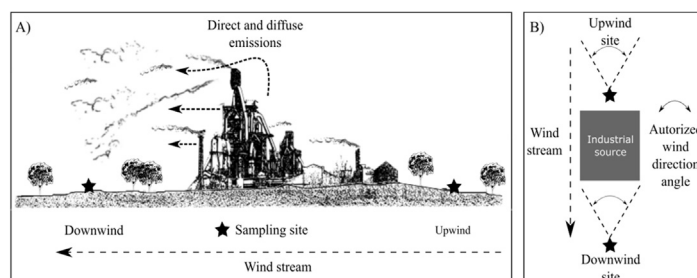 A)
Direct and diffuse
emissions
Downwind
Sampling site
Upwind
Wind stream
B)
Upwind
site
Wind
stream
Industrial
source
Autorized
wind
direction
angle
Downwind
site